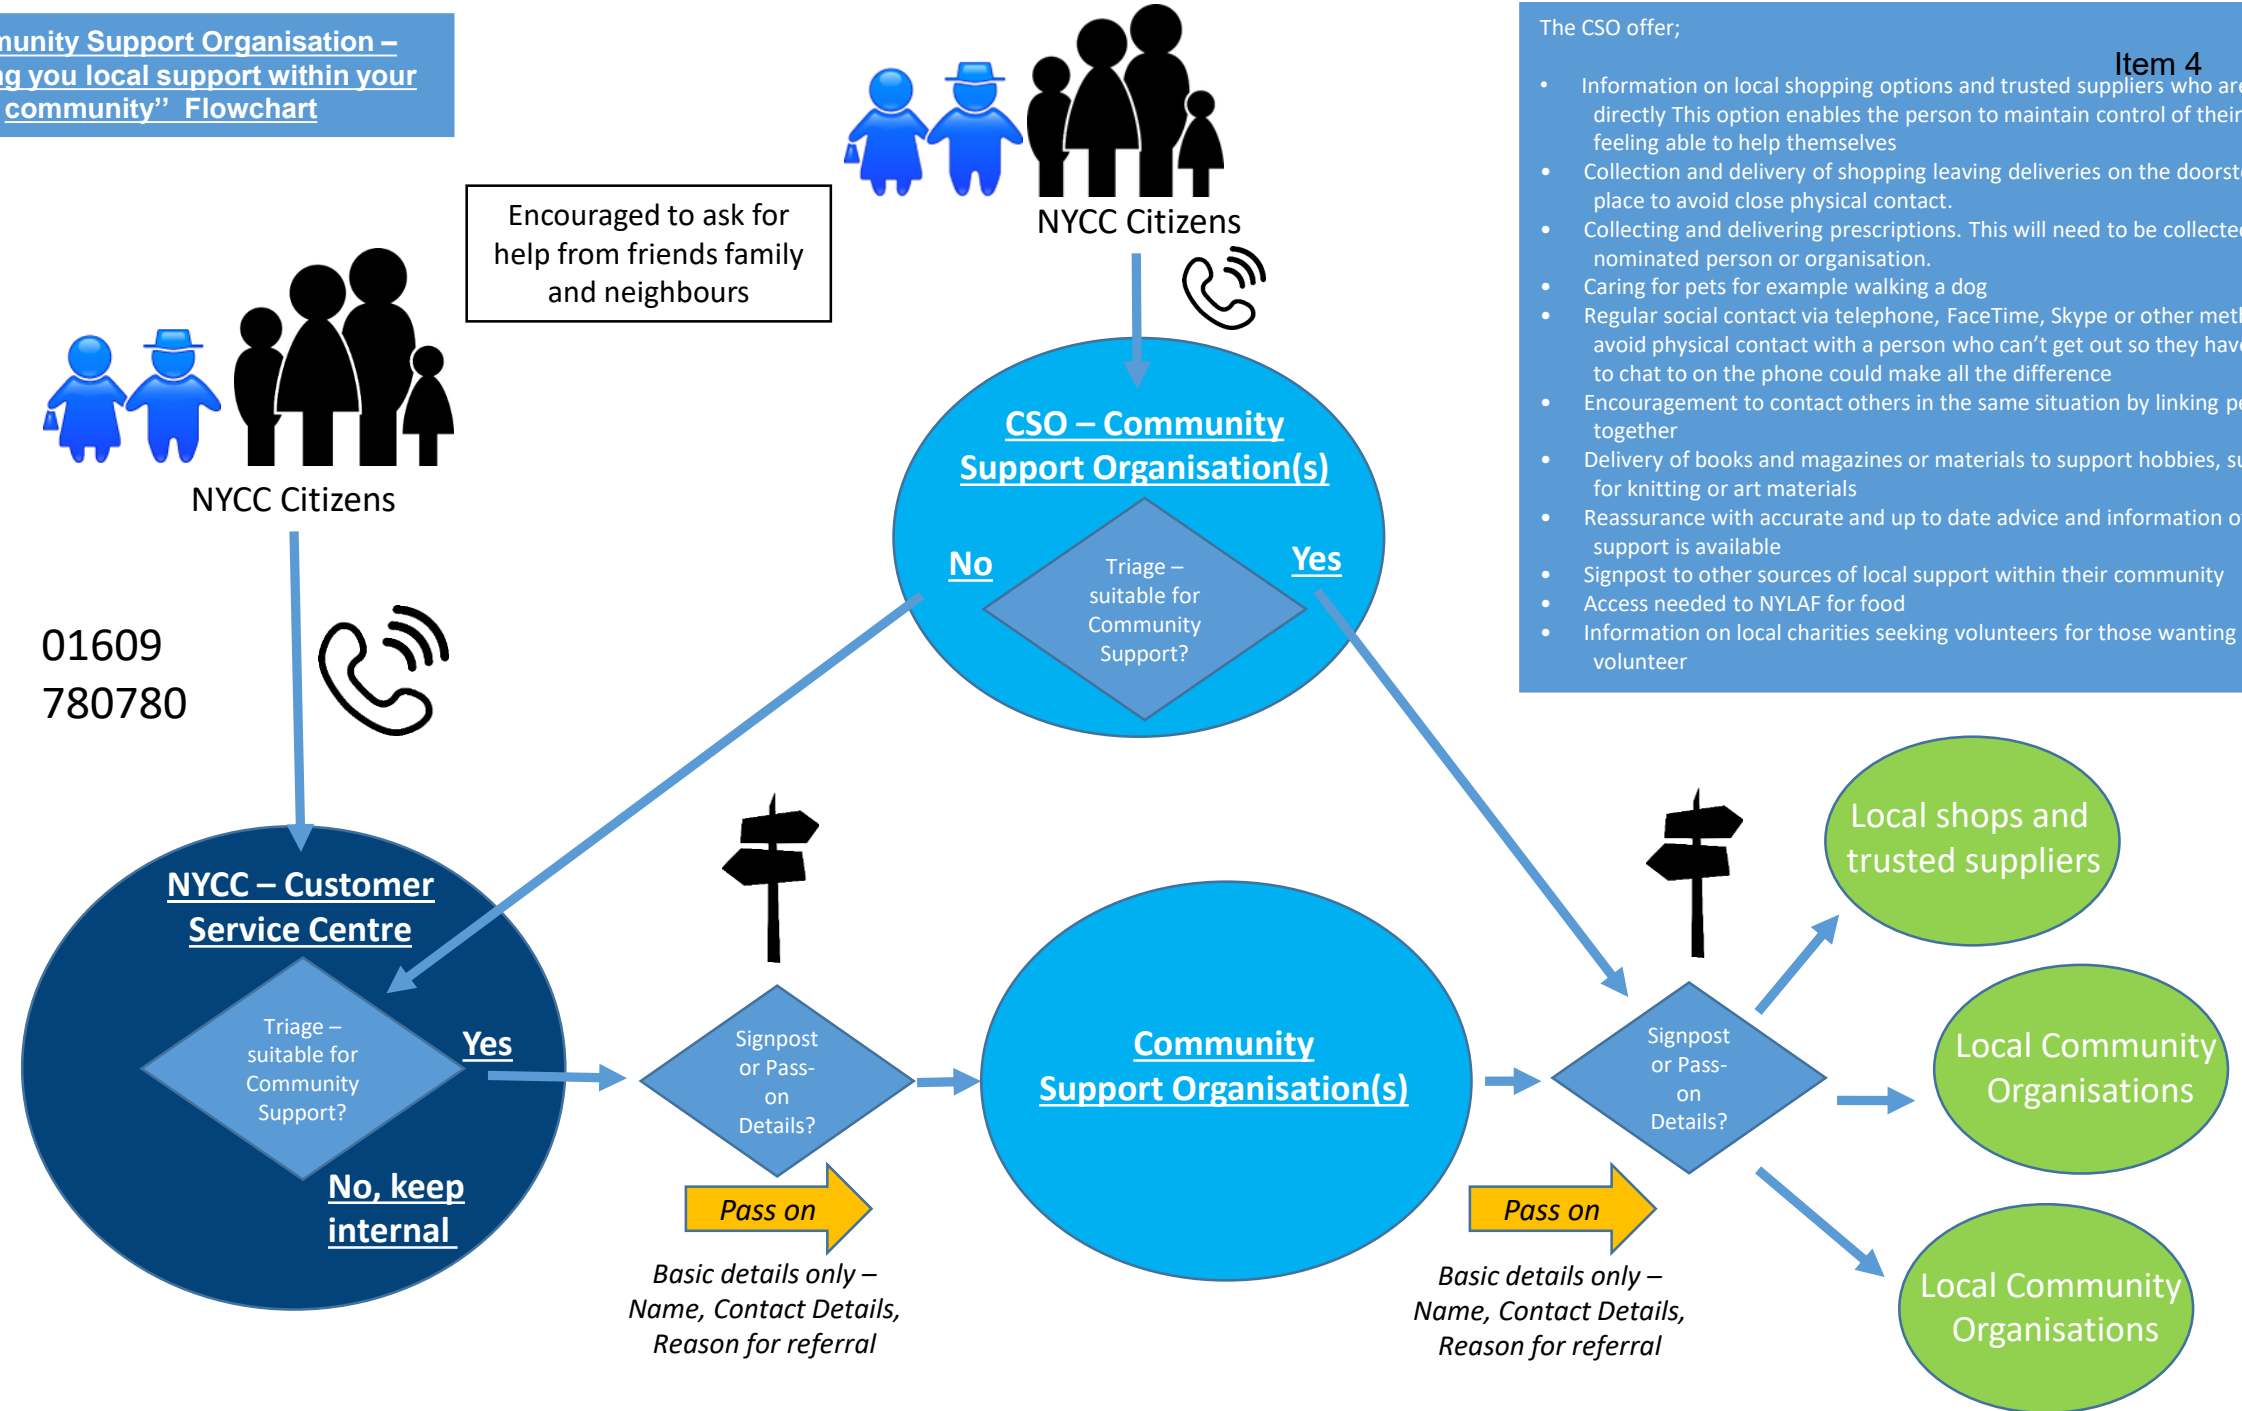 munity Support Organisation –
ng you local support within your
community” Flowchart
Encouraged to ask for
help from friends family
and neighbours
NYCC Citizens
The CSO offer;
Item 4
• Information on local shopping options and trusted suppliers who are
directly This option enables the person to maintain control of their
feeling able to help themselves
• Collection and delivery of shopping leaving deliveries on the doorst
place to avoid close physical contact.
• Collecting and delivering prescriptions. This will need to be collected
nominated person or organisation.
• Caring for pets for example walking a dog
• Regular social contact via telephone, FaceTime, Skype or other met
avoid physical contact with a person who can’t get out so they have
to chat to on the phone could make all the difference
• Encouragement to contact others in the same situation by linking pe
together
• Delivery of books and magazines or materials to support hobbies, su
for knitting or art materials
• Reassurance with accurate and up to date advice and information o
support is available
• Signpost to other sources of local support within their community
• Access needed to NYLAF for food
• Information on local charities seeking volunteers for those wanting
volunteer
NYCC Citizens
01609
780780
CSO – Community
Support Organisation(s)
No
Triage –
suitable for
Community
Support?
Yes
NYCC – Customer
Service Centre
Triage –
suitable for
Community
Support?
Yes
No, keep
internal
Signpost
or Pass-
on
Details?
Pass on
Basic details only –
Name, Contact Details,
Reason for referral
Community
Support Organisation(s)
Signpost
or Pass-
on
Details?
Pass on
Basic details only –
Name, Contact Details,
Reason for referral
Local shops and
trusted suppliers
Local Community
Organisations
Local Community
Organisations